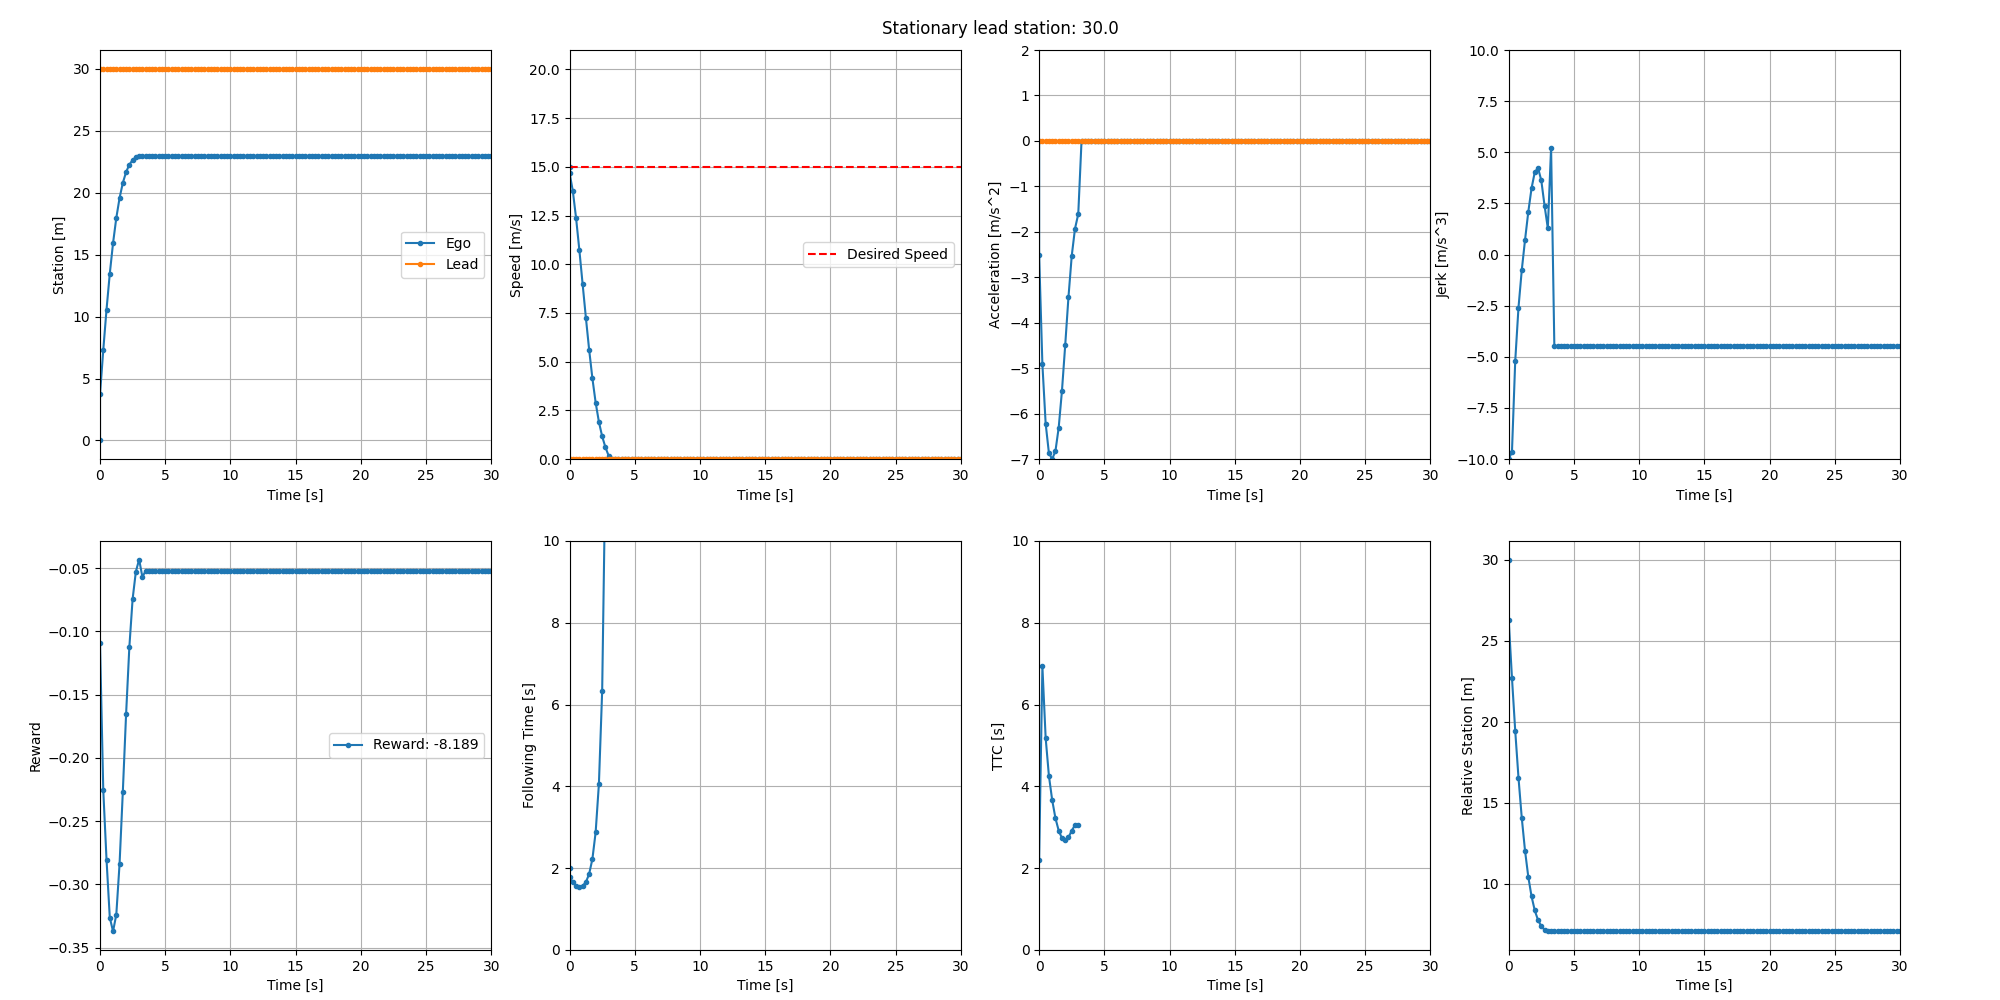 Stationary lead station: 30.0
30
25
20
15
10
5
0
Station [m]
Ego
Lead
0 5 10 15 20 25 30
Time [s]
20.0
17.5
15.0
12.5
10.0
7.5
5.0
2.5
0.0
Speed [m/s]
Desired Speed
0 5 10 15 20 25 30
Time [s]
2
1
0
−1
−2
−3
−4
−5
−6
−7
Acceleration [m/s^2]
0 5 10 15 20 25 30
Time [s]
10.0
7.5
5.0
2.5
0.0
−2.5
−5.0
−7.5
−10.0
Jerk [m/s^3]
0 5 10 15 20 25 30
Time [s]
−0.05
−0.10
−0.15
−0.20
−0.25
−0.30
−0.35
Reward
Reward: -8.189
0 5 10 15 20 25 30
Time [s]
10
8
6
4
2
0
Following Time [s]
0 5 10 15 20 25 30
Time [s]
10
8
6
4
2
0
TTC [s]
0 5 10 15 20 25 30
Time [s]
30
25
20
15
10
Relative Station [m]
0 5 10 15 20 25 30
Time [s]